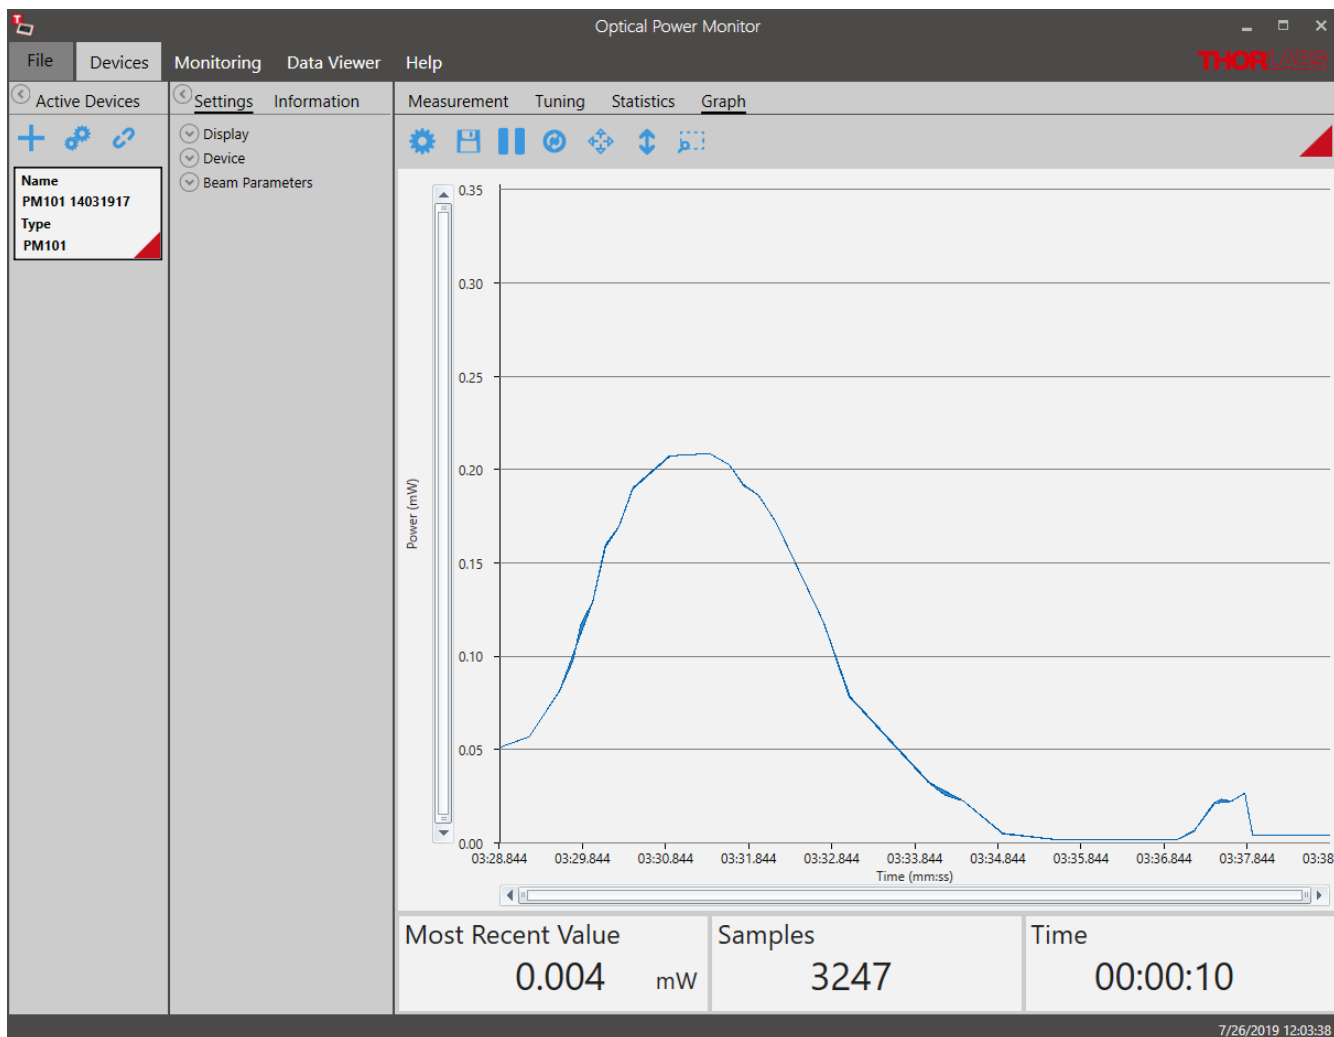 Optical Power Monitor
File Devices Monitoring Data Viewer Help
THORLABS
Active Devices
Name
PM101 14031917
Type
PM101
Settings Information
Display
Device
Beam Parameters
Measurement Tuning Statistics Graph
0.35
0.30
0.25
0.20
0.15
0.10
0.05
0.00
Power (mW)
03:28.844 03:29.844 03:30.844 03:31.844 03:32.844 03:33.844 03:34.844 03:35.844 03:36.844 03:37.844 03:38
Time (mm:ss)
Most Recent Value
0.004 mW
Samples
3247
Time
00:00:10
7/26/2019 12:03:38